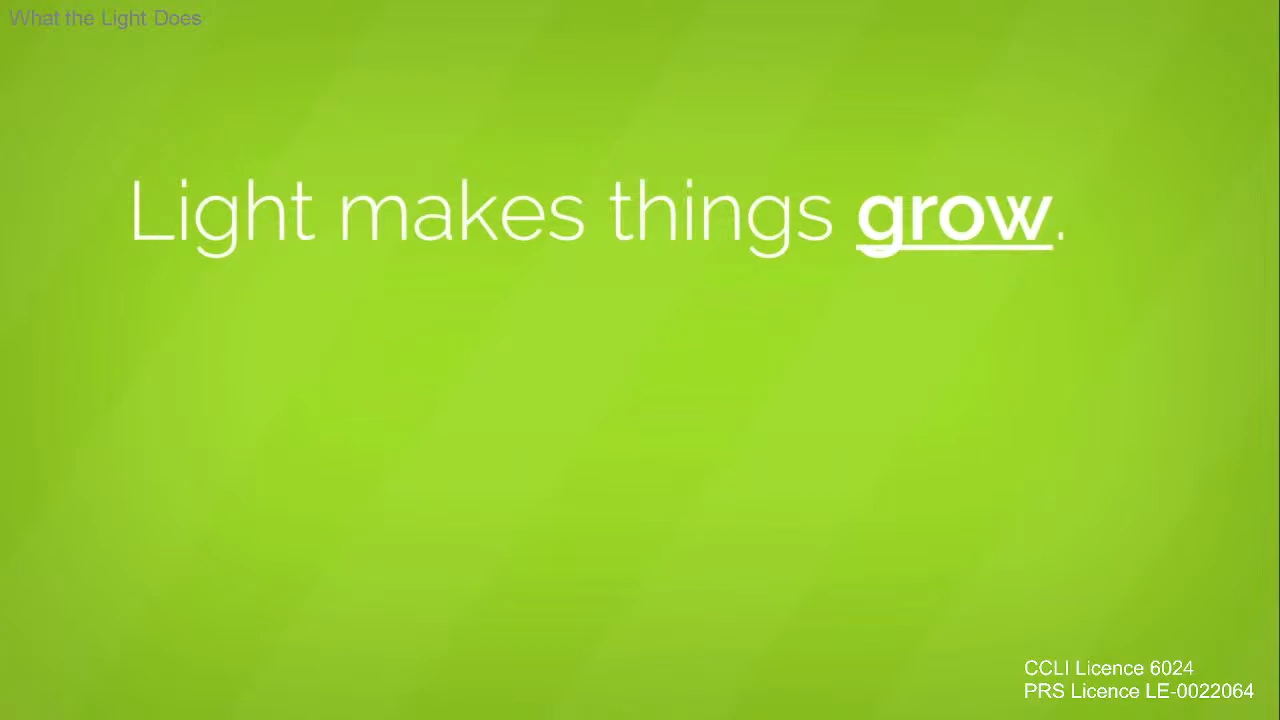 What the Light Does
Light makes things grow.
CCLI Licence 6024
PRS Licence LE-0022064